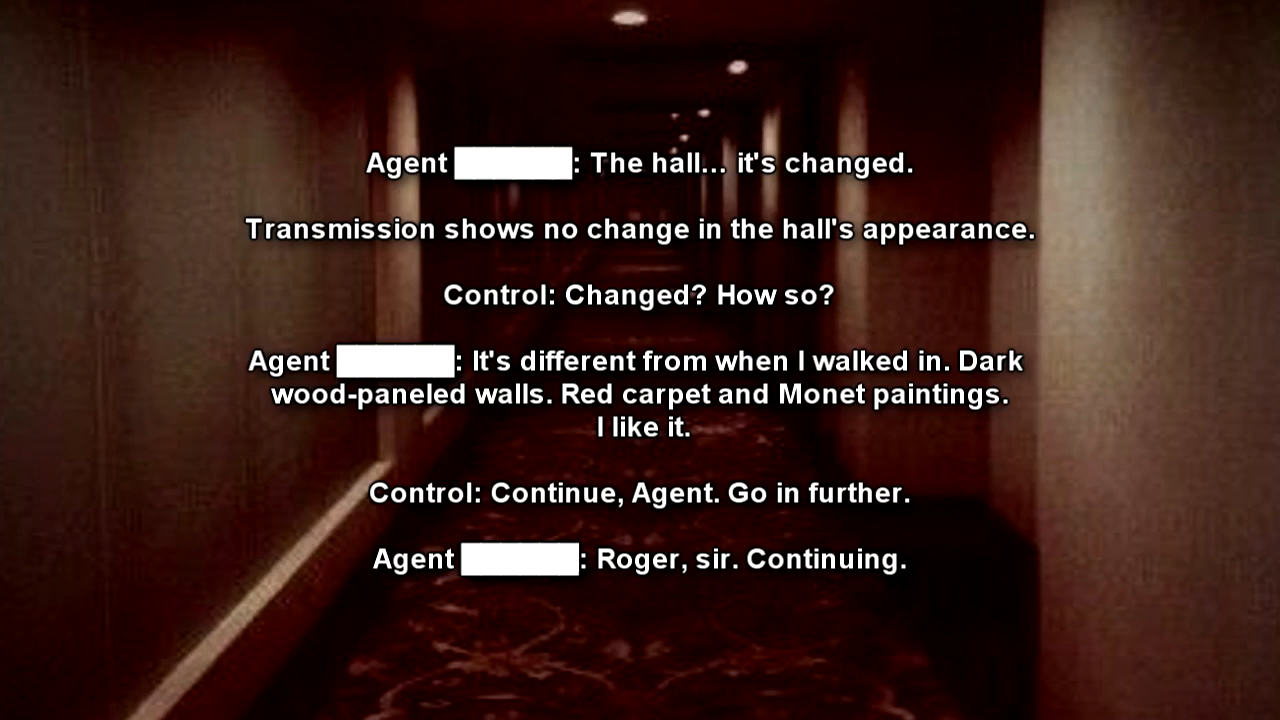 Agent ███████: The hall... it's changed.
Transmission shows no change in the hall's appearance.
Control: Changed? How so?
Agent ███████: It's different from when I walked in. Dark
wood-paneled walls. Red carpet and Monet paintings.
I like it.
Control: Continue, Agent. Go in further.
Agent ███████: Roger, sir. Continuing.